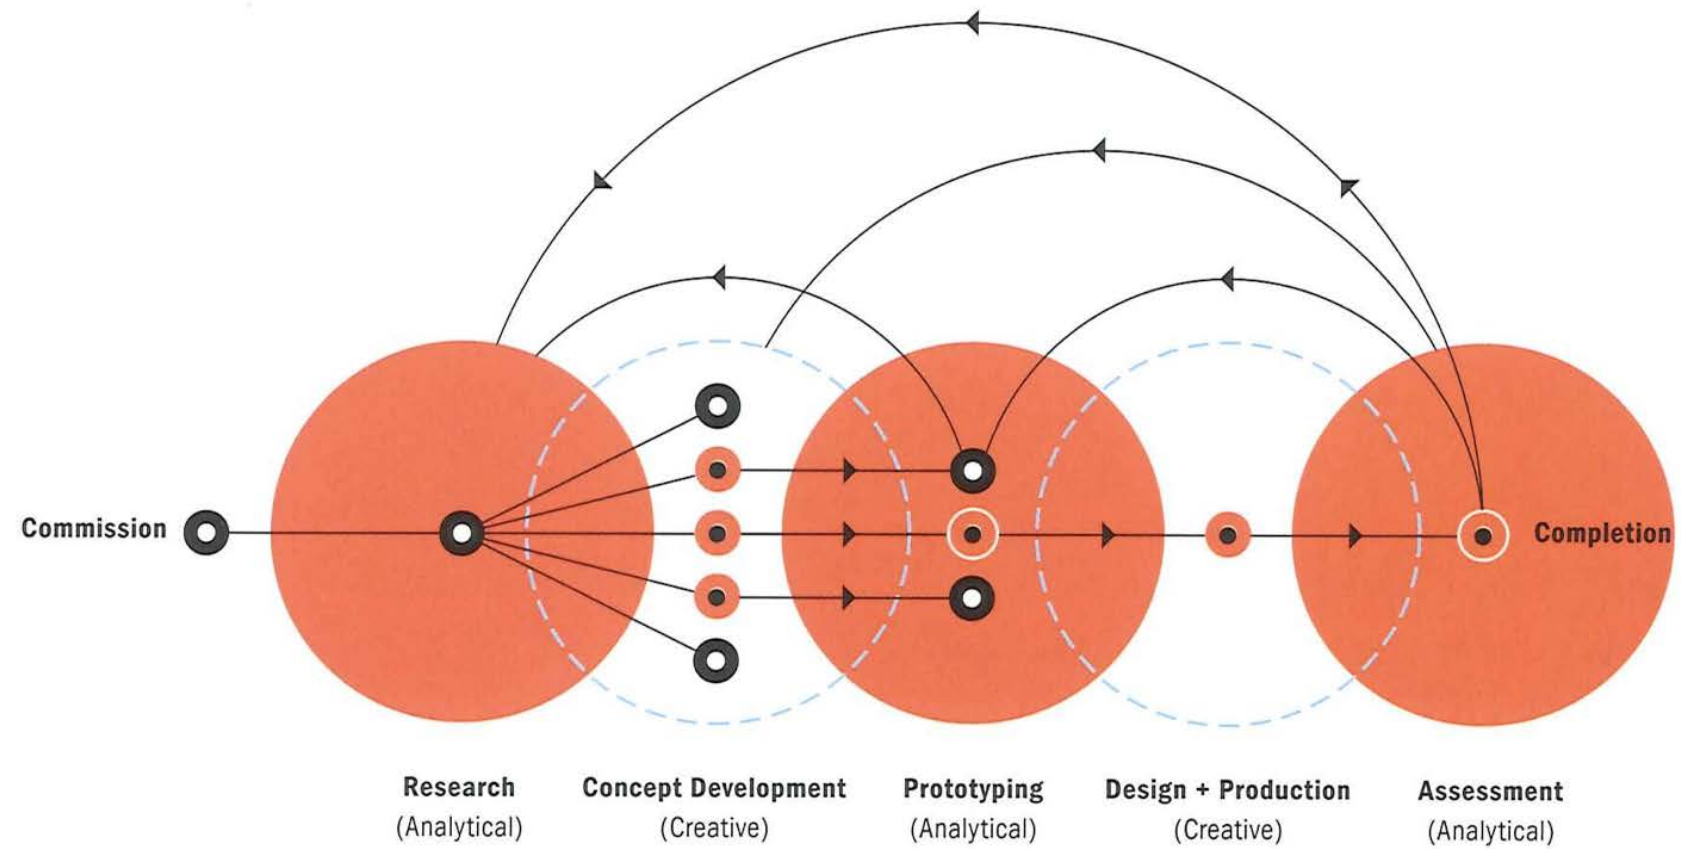 Commission
Completion
Research
(Analytical)
Concept Development
(Creative)
Prototyping
(Analytical)
Design + Production
(Creative)
Assessment
(Analytical)